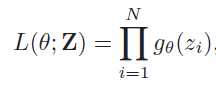 L(θ; Z) = ∏_{i=1}^{N} g_θ(z_i),